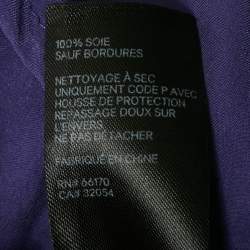 100% SOIE
SAUF BORDURES
NETTOYAGE À SEC
UNIQUEMENT CODE P AVEC
HOUSSE DE PROTECTION
REPASSAGE DOUX SUR
L'ENVERS
NE PAS DÉTACHER
FABRIQUÉ EN CHINE
RN# 66170
CA# 32054